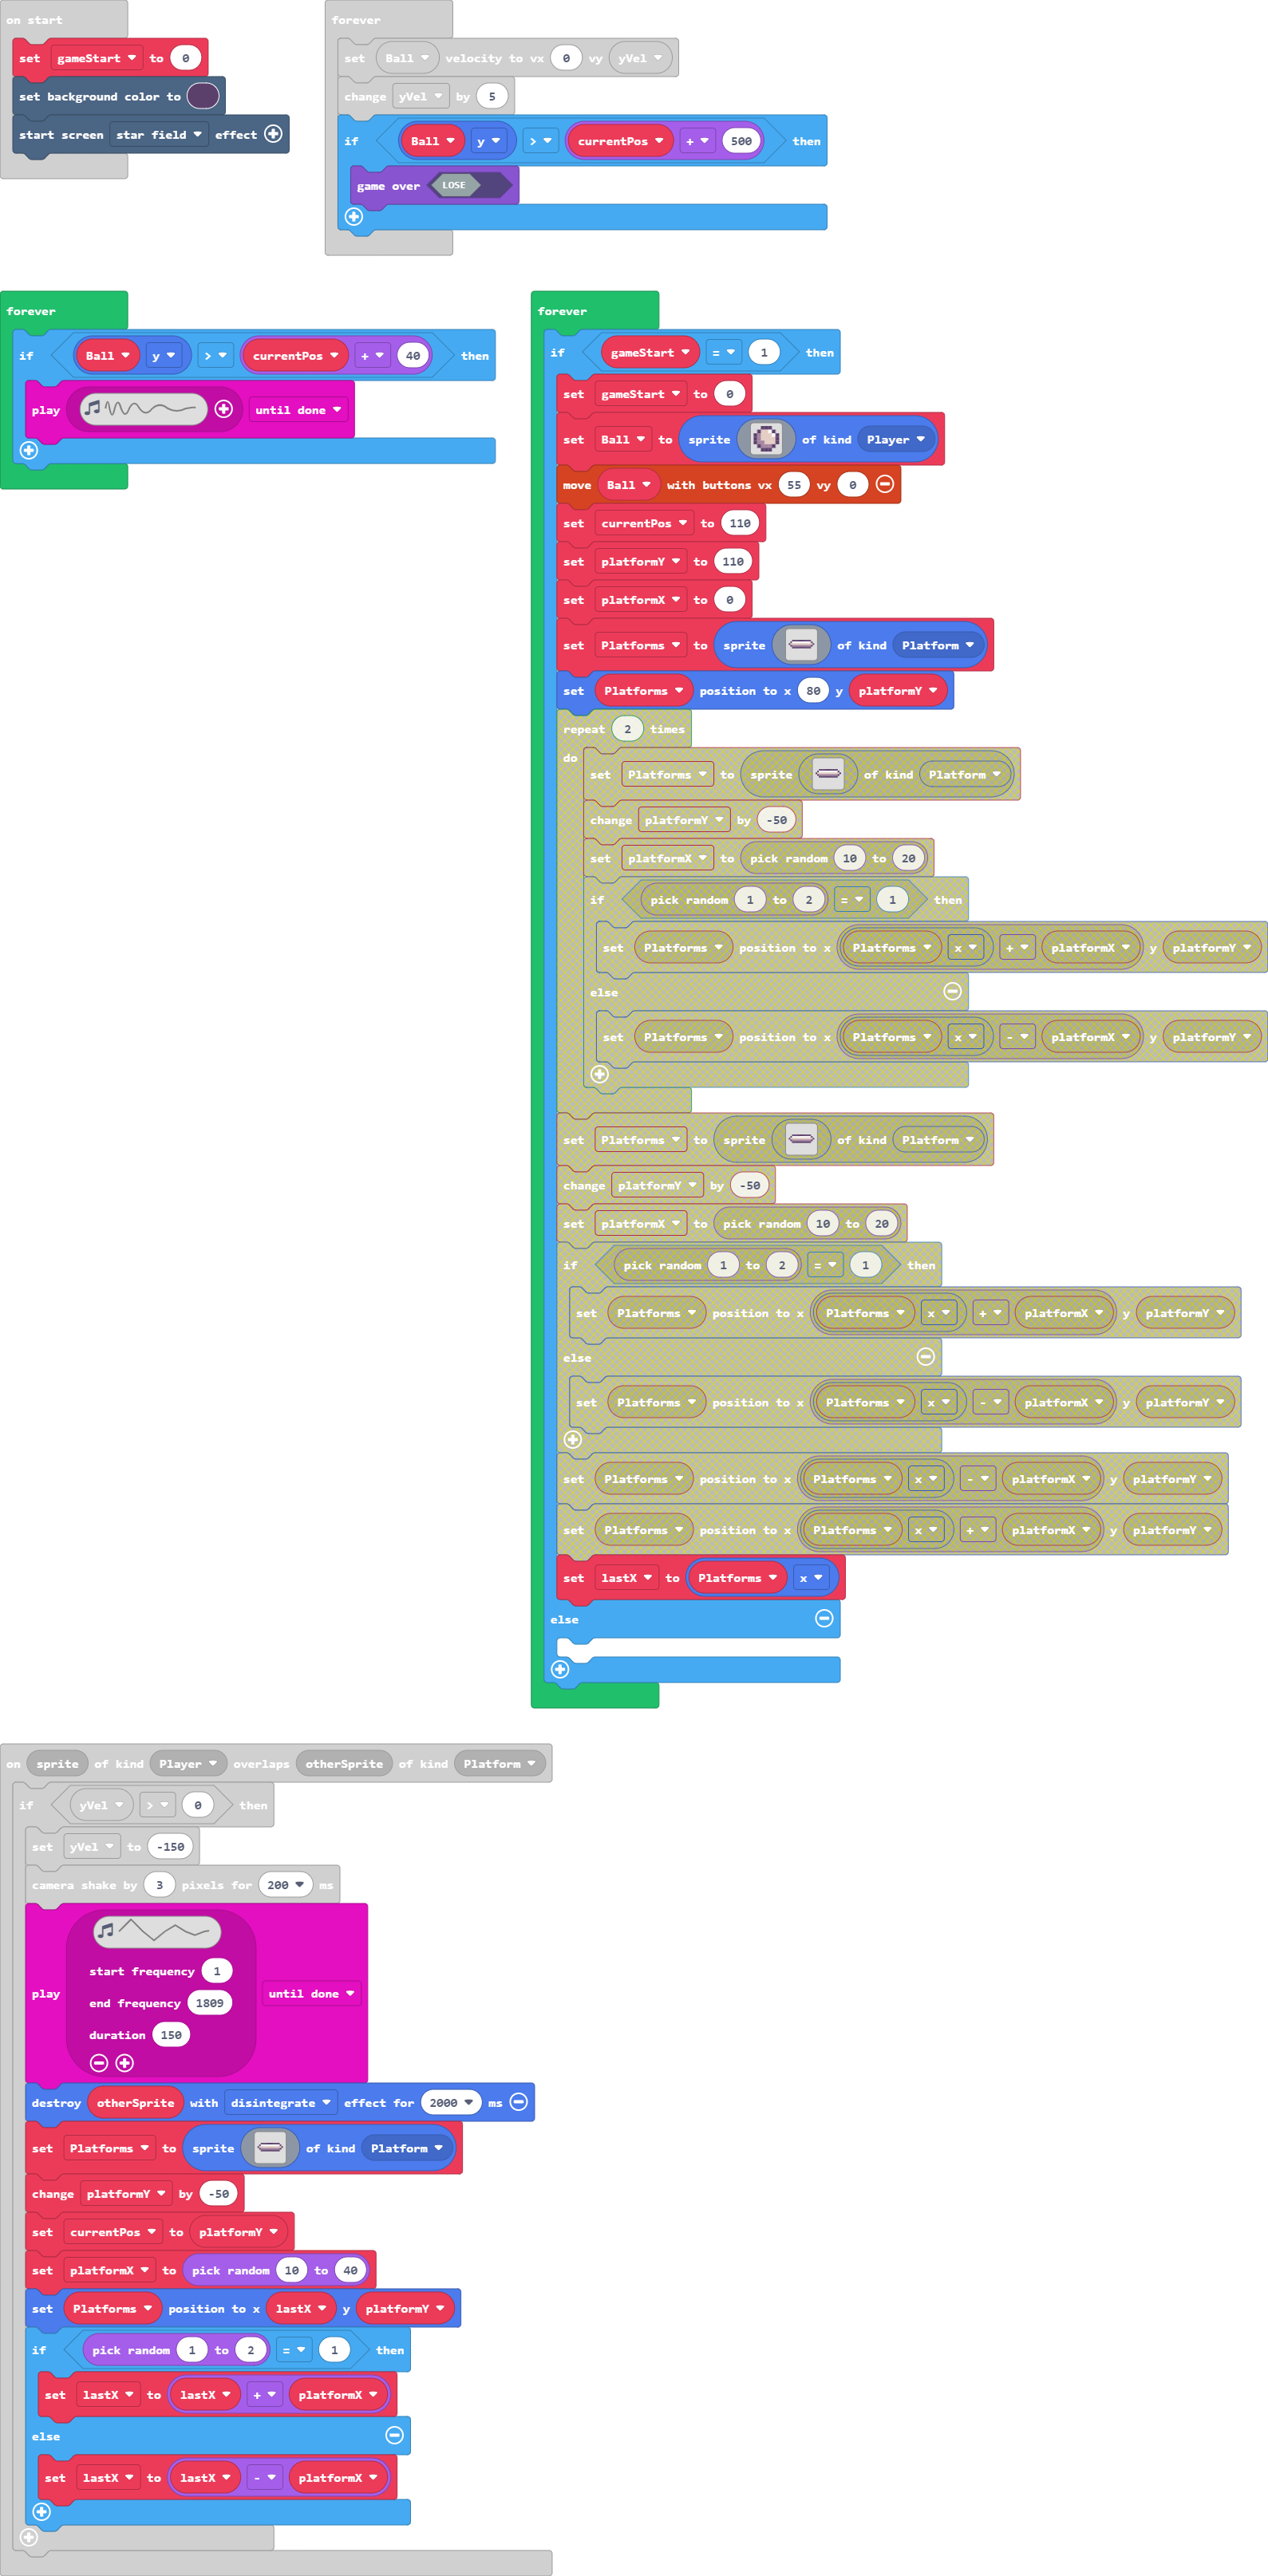 on start
set gameStart to 0
set background color to
start screen star field effect
forever
set Ball velocity to vx 0 vy yVel
change yVel by 5
if Ball y > currentPos + 500 then
game over LOSE
forever
if Ball y > currentPos + 40 then
play until done
forever
if gameStart = 1 then
set gameStart to 0
set Ball to sprite of kind Player
move Ball with buttons vx 55 vy 0
set currentPos to 110
set platformY to 110
set platformX to 0
set Platforms to sprite of kind Platform
set Platforms position to x 80 y platformY
repeat 2 times
do
set Platforms to sprite of kind Platform
change platformY by -50
set platformX to pick random 10 to 20
if pick random 1 to 2 = 1 then
set Platforms position to x Platforms x + platformX y platformY
else
set Platforms position to x Platforms x - platformX y platformY
set Platforms to sprite of kind Platform
change platformY by -50
set platformX to pick random 10 to 20
if pick random 1 to 2 = 1 then
set Platforms position to x Platforms x + platformX y platformY
else
set Platforms position to x Platforms x - platformX y platformY
set Platforms position to x Platforms x - platformX y platformY
set Platforms position to x Platforms x + platformX y platformY
set lastX to Platforms x
else
on sprite of kind Player overlaps otherSprite of kind Platform
if yVel > 0 then
set yVel to -150
camera shake by 3 pixels for 200 ms
start frequency 1
play until done
end frequency 1809
duration 150
destroy otherSprite with disintegrate effect for 2000 ms
set Platforms to sprite of kind Platform
change platformY by -50
set currentPos to platformY
set platformX to pick random 10 to 40
set Platforms position to x lastX y platformY
if pick random 1 to 2 = 1 then
set lastX to lastX + platformX
else
set lastX to lastX - platformX